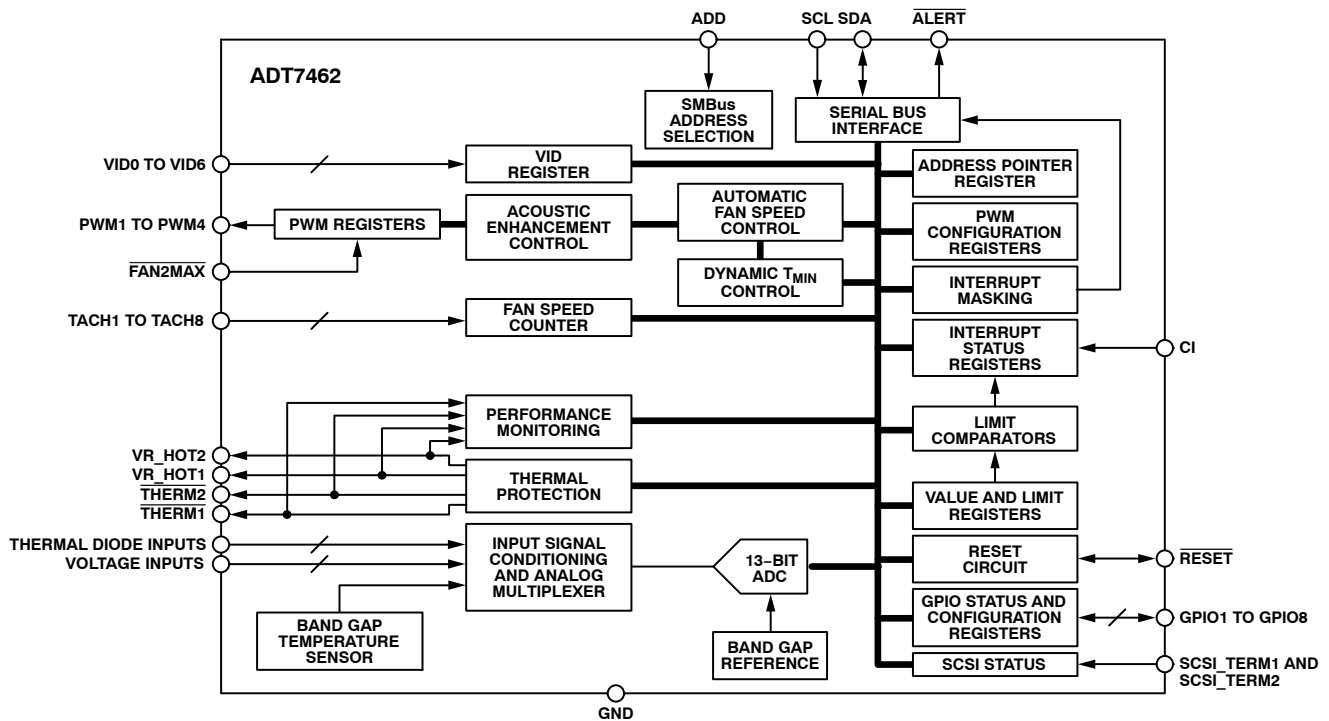 ADD
SCL SDA
ALERT
ADT7462
SMBus
ADDRESS
SELECTION
SERIAL BUS
INTERFACE
VID0 TO VID6
VID
REGISTER
ADDRESS POINTER
REGISTER
PWM1 TO PWM4
PWM REGISTERS
ACOUSTIC
ENHANCEMENT
CONTROL
AUTOMATIC
FAN SPEED
CONTROL
PWM
CONFIGURATION
REGISTERS
FAN2MAX
DYNAMIC TMIN
CONTROL
INTERRUPT
MASKING
TACH1 TO TACH8
FAN SPEED
COUNTER
INTERRUPT
STATUS
REGISTERS
CI
PERFORMANCE
MONITORING
LIMIT
COMPARATORS
VR_HOT2
VR_HOT1
THERM2
THERM1
THERMAL
PROTECTION
VALUE AND LIMIT
REGISTERS
THERMAL DIODE INPUTS
VOLTAGE INPUTS
INPUT SIGNAL
CONDITIONING
AND ANALOG
MULTIPLEXER
13−BIT
ADC
RESET
CIRCUIT
RESET
BAND GAP
TEMPERATURE
SENSOR
BAND GAP
REFERENCE
GPIO STATUS AND
CONFIGURATION
REGISTERS
GPIO1 TO GPIO8
SCSI STATUS
SCSI_TERM1 AND
SCSI_TERM2
GND